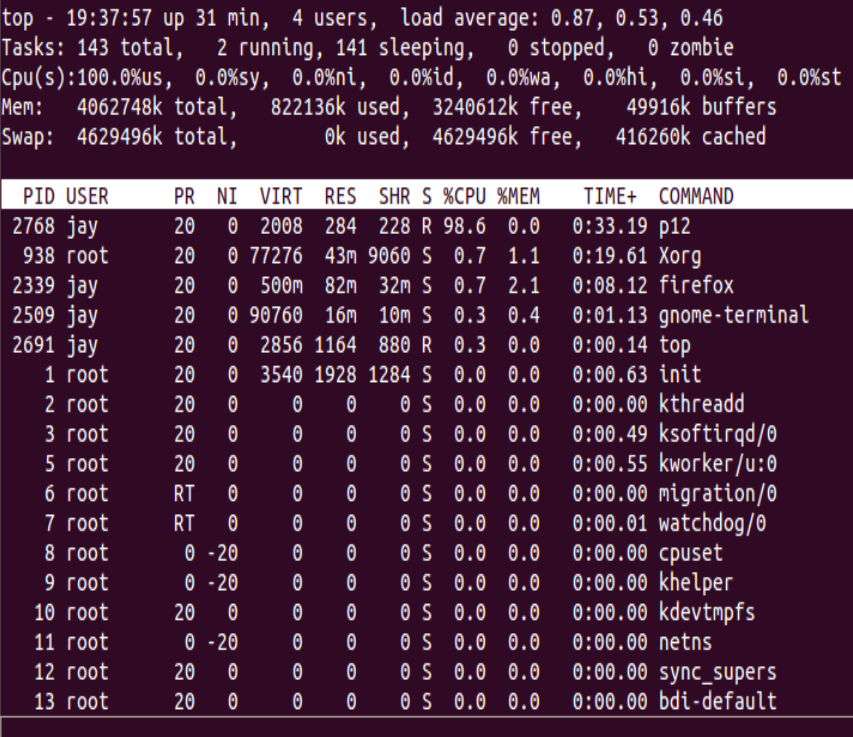 top - 19:37:57 up 31 min,  4 users,  load average: 0.87, 0.53, 0.46
Tasks: 143 total,   2 running, 141 sleeping,   0 stopped,   0 zombie
Cpu(s):100.0%us,  0.0%sy,  0.0%ni,  0.0%id,  0.0%wa,  0.0%hi,  0.0%si,  0.0%st
Mem:   4062748k total,   822136k used,  3240612k free,    49916k buffers
Swap:  4629496k total,        0k used,  4629496k free,   416260k cached
  PID USER      PR  NI  VIRT  RES  SHR S %CPU %MEM    TIME+  COMMAND
 2768 jay       20   0  2008  284  228 R 98.6  0.0   0:33.19 p12
  938 root      20   0 77276  43m 9060 S  0.7  1.1   0:19.61 Xorg
 2339 jay       20   0  500m  82m  32m S  0.7  2.1   0:08.12 firefox
 2509 jay       20   0 90760  16m  10m S  0.3  0.4   0:01.13 gnome-terminal
 2691 jay       20   0  2856 1164  880 R  0.3  0.0   0:00.14 top
    1 root      20   0  3540 1928 1284 S  0.0  0.0   0:00.63 init
    2 root      20   0     0    0    0 S  0.0  0.0   0:00.00 kthreadd
    3 root      20   0     0    0    0 S  0.0  0.0   0:00.49 ksoftirqd/0
    5 root      20   0     0    0    0 S  0.0  0.0   0:00.55 kworker/u:0
    6 root      RT   0     0    0    0 S  0.0  0.0   0:00.00 migration/0
    7 root      RT   0     0    0    0 S  0.0  0.0   0:00.01 watchdog/0
    8 root       0 -20     0    0    0 S  0.0  0.0   0:00.00 cpuset
    9 root       0 -20     0    0    0 S  0.0  0.0   0:00.00 khelper
   10 root      20   0     0    0    0 S  0.0  0.0   0:00.00 kdevtmpfs
   11 root       0 -20     0    0    0 S  0.0  0.0   0:00.00 netns
   12 root      20   0     0    0    0 S  0.0  0.0   0:00.00 sync_supers
   13 root      20   0     0    0    0 S  0.0  0.0   0:00.00 bdi-default